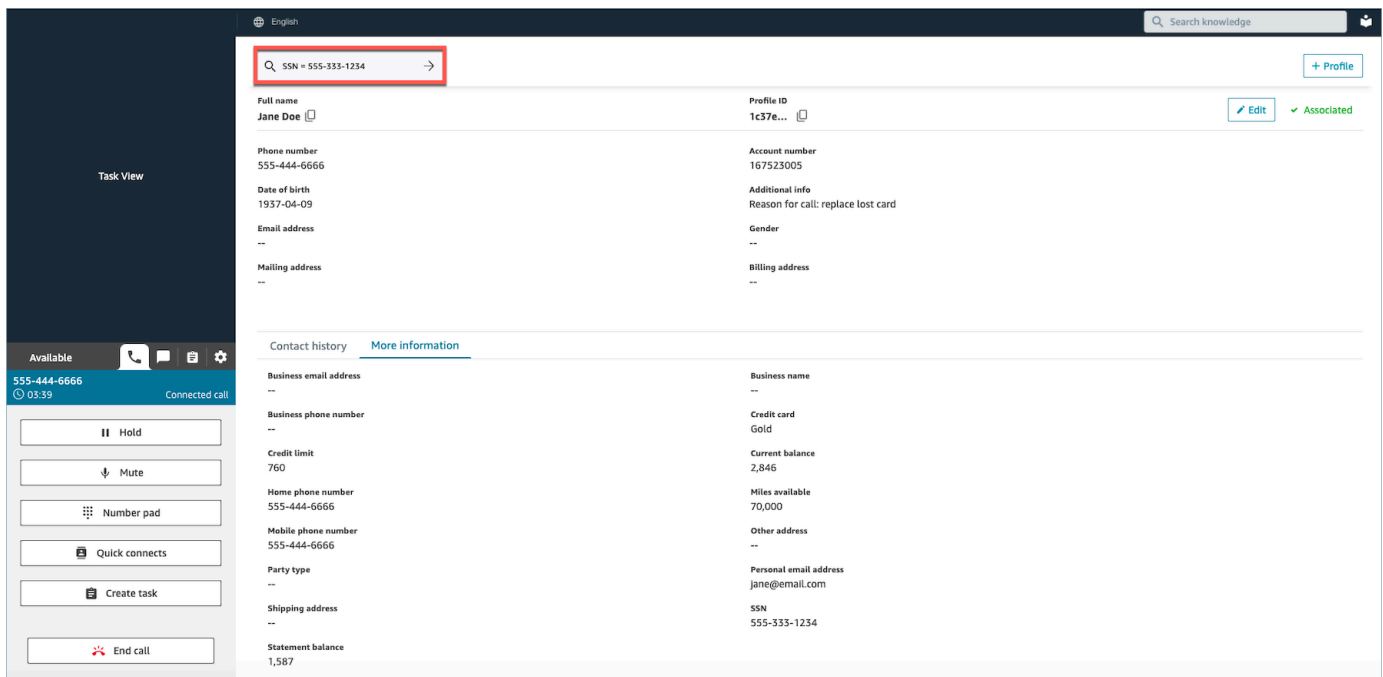 English
Search knowledge
SSN = 555-333-1234
+ Profile
Full name
Jane Doe
Profile ID
1c37e...
Edit
Associated
Phone number
555-444-6666
Account number
167523005
Task View
Date of birth
1937-04-09
Additional info
Reason for call: replace lost card
Email address
--
Gender
--
Mailing address
--
Billing address
--
Contact history
More information
Available
555-444-6666
03:39
Connected call
Hold
Mute
Number pad
Quick connects
Create task
End call
Business email address
--
Business name
--
Business phone number
--
Credit card
Gold
Credit limit
760
Current balance
2,846
Home phone number
555-444-6666
Miles available
70,000
Mobile phone number
555-444-6666
Other address
--
Party type
--
Personal email address
jane@email.com
Shipping address
--
SSN
555-333-1234
Statement balance
1,587